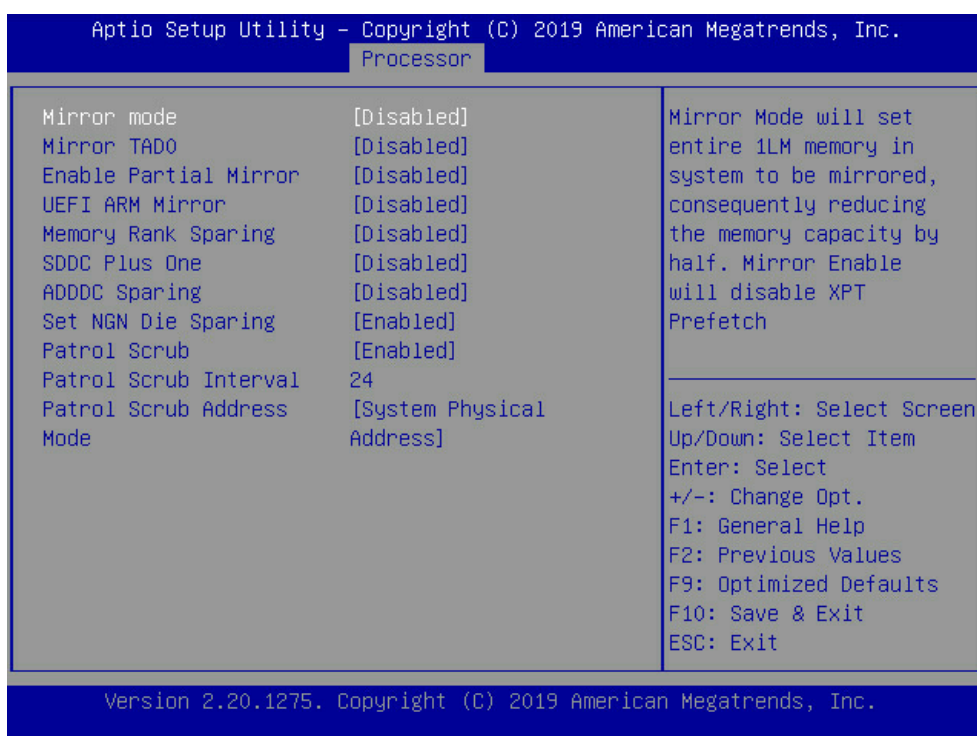 Aptio Setup Utility – Copyright (C) 2019 American Megatrends, Inc.
Processor
Mirror mode [Disabled]
Mirror TAD0 [Disabled]
Enable Partial Mirror [Disabled]
UEFI ARM Mirror [Disabled]
Memory Rank Sparing [Disabled]
SDDC Plus One [Disabled]
ADDDC Sparing [Disabled]
Set NGN Die Sparing [Enabled]
Patrol Scrub [Enabled]
Patrol Scrub Interval 24
Patrol Scrub Address [System Physical
Mode Address]
Mirror Mode will set
entire 1LM memory in
system to be mirrored,
consequently reducing
the memory capacity by
half. Mirror Enable
will disable XPT
Prefetch
Left/Right: Select Screen
Up/Down: Select Item
Enter: Select
+/-: Change Opt.
F1: General Help
F2: Previous Values
F9: Optimized Defaults
F10: Save & Exit
ESC: Exit
Version 2.20.1275. Copyright (C) 2019 American Megatrends, Inc.